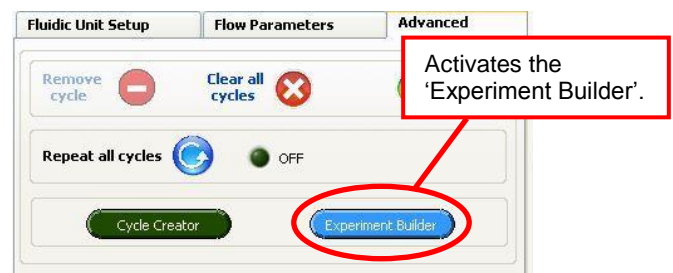 Fluidic Unit Setup
Flow Parameters
Advanced
Activates the
‘Experiment Builder’.
Remove
cycle
Clear all
cycles
Repeat all cycles
OFF
Cycle Creator
Experiment Builder